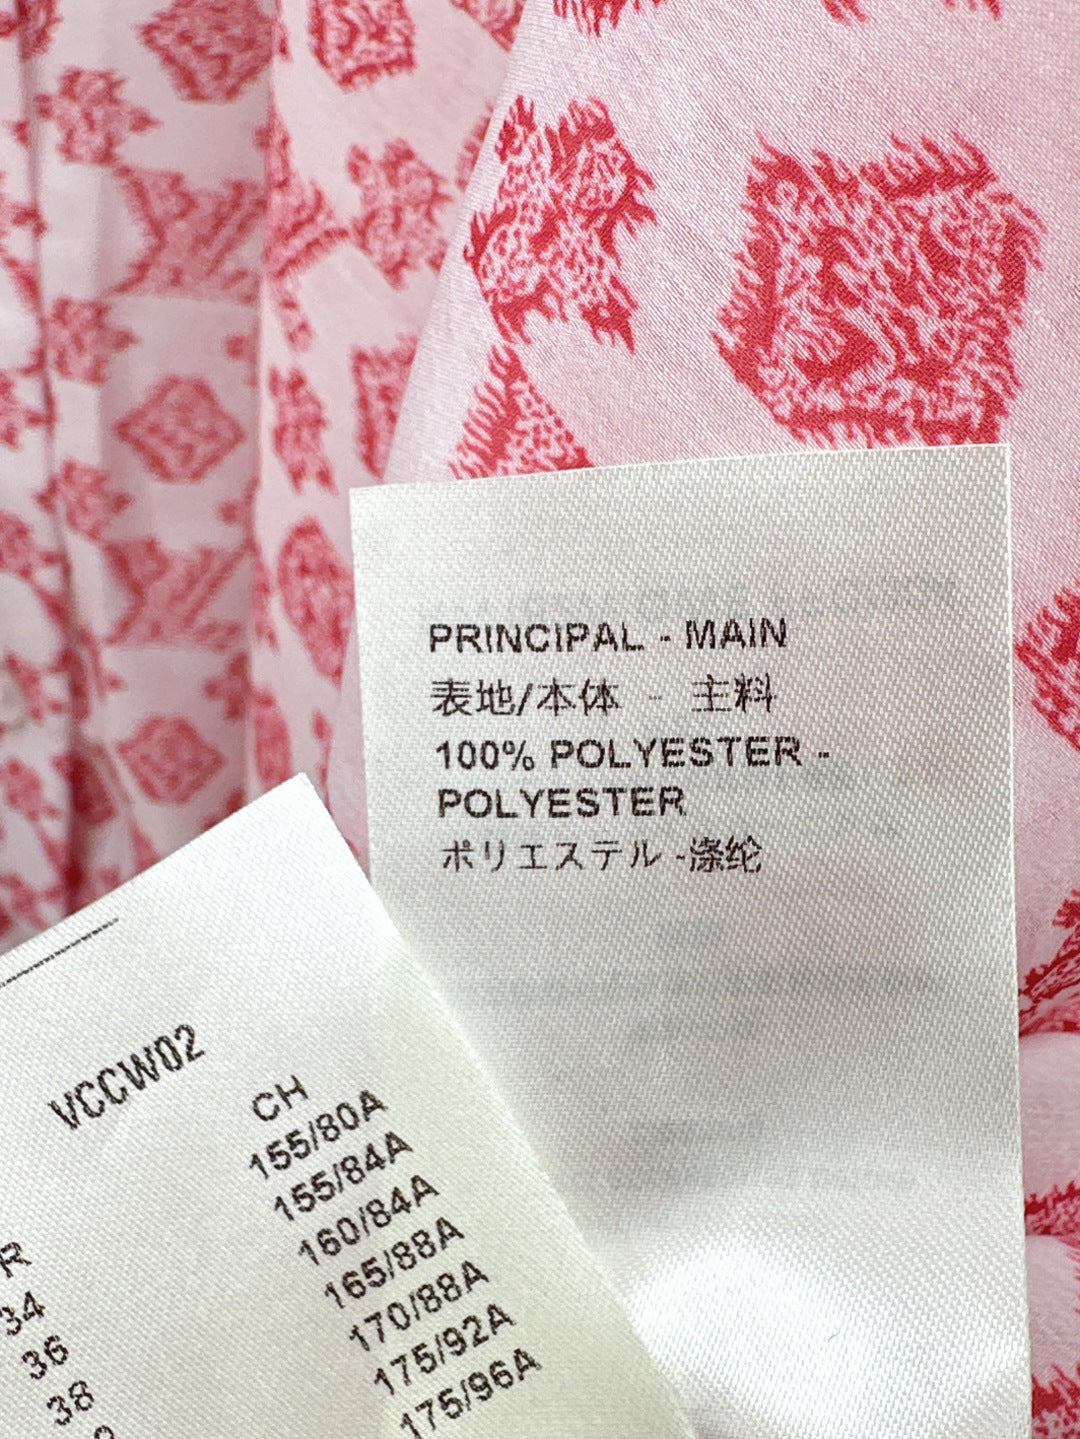 PRINCIPAL - MAIN
表地/本体 - 主料
100% POLYESTER -
POLYESTER
ポリエステル -涤纶
VCCW02
CH
155/80A
155/84A
160/84A
165/88A
170/88A
175/92A
175/96A
R
34
36
38